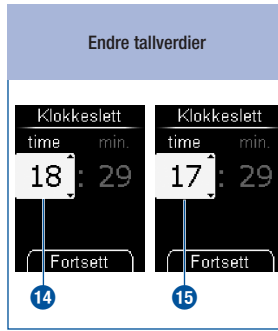 Endre tallverdier
Klokkeslett
time min.
18 : 29
Fortsett
14
Klokkeslett
time min.
17 : 29
Fortsett
15